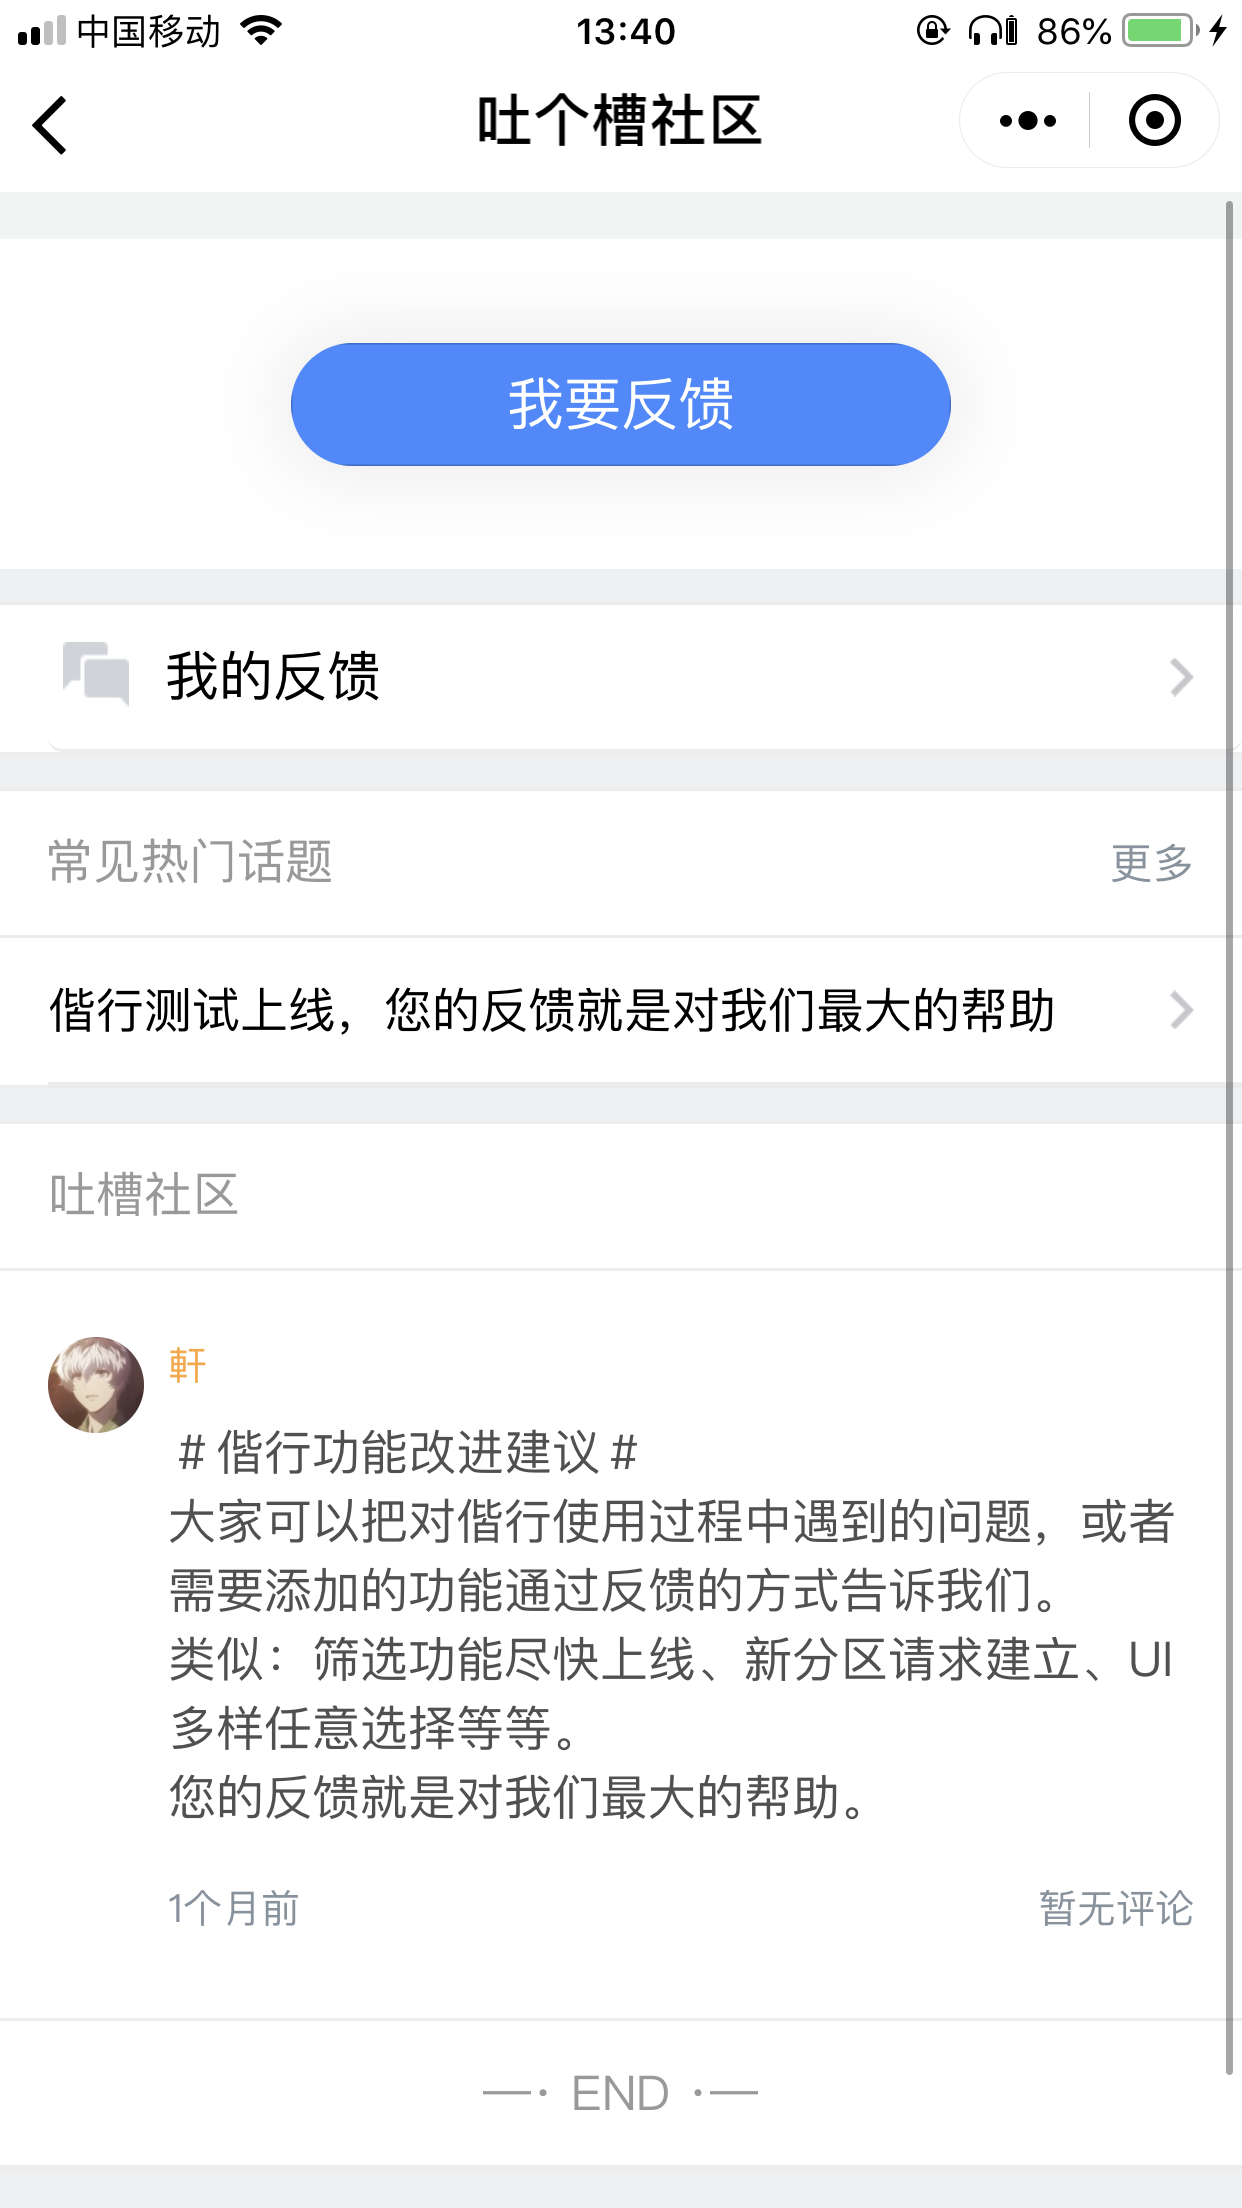 中国移动
13:40
86%
吐个槽社区
我要反馈
我的反馈
常见热门话题
更多
偕行测试上线，您的反馈就是对我们最大的帮助
吐槽社区
軒
# 偕行功能改进建议 #
大家可以把对偕行使用过程中遇到的问题，或者
需要添加的功能通过反馈的方式告诉我们。
类似：筛选功能尽快上线、新分区请求建立、UI
多样任意选择等等。
您的反馈就是对我们最大的帮助。
1个月前
暂无评论
—· END ·—